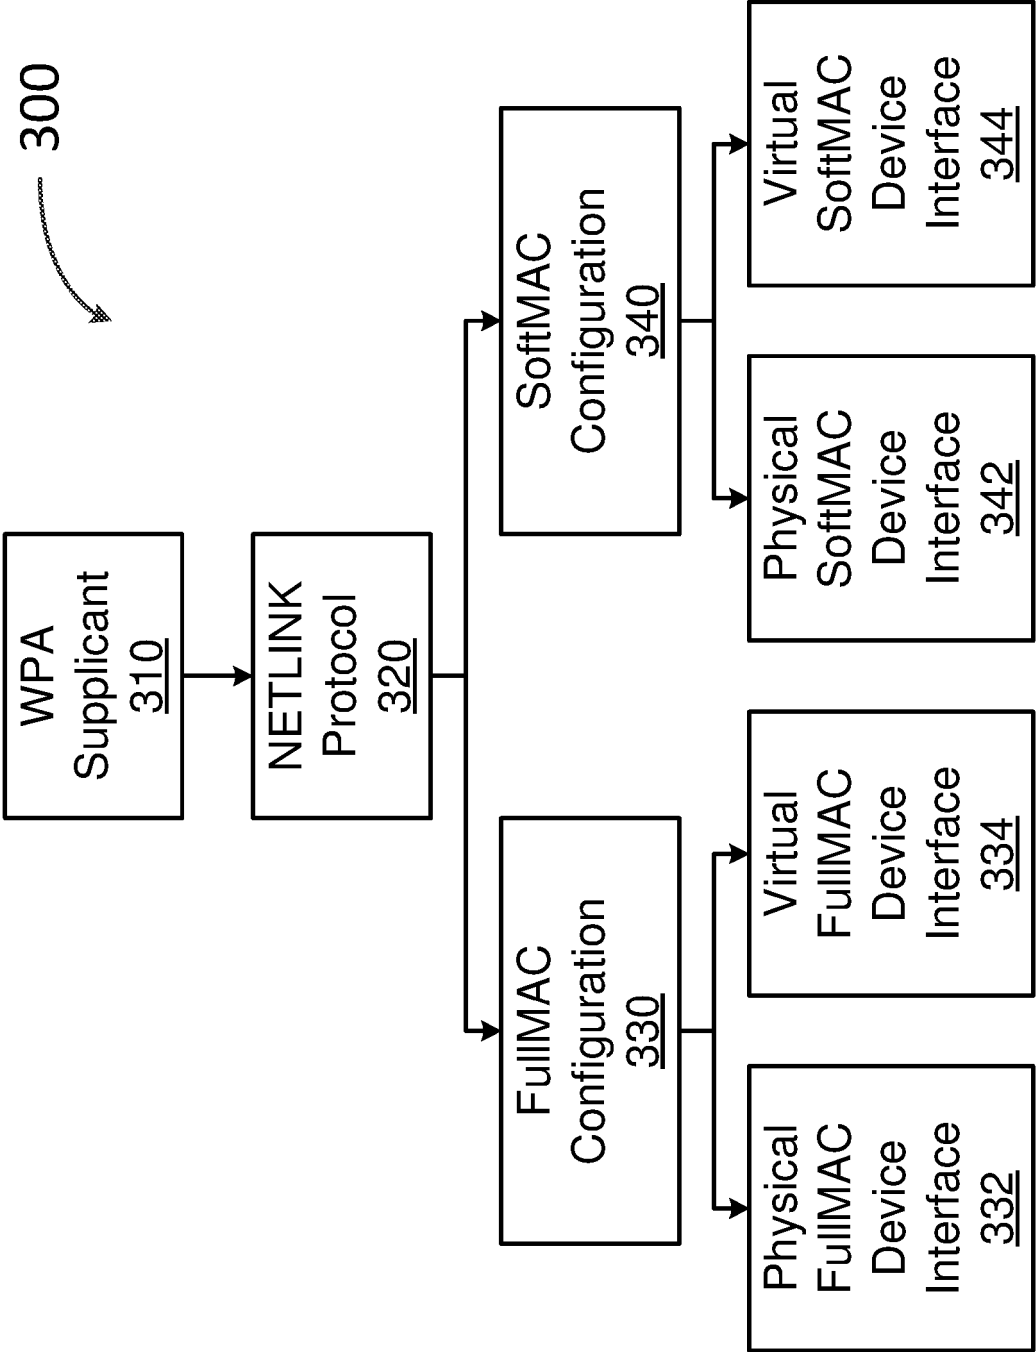 300
WPA
Supplicant
310
NETLINK
Protocol
320
FullMAC
Configuration
330
SoftMAC
Configuration
340
Physical
FullMAC
Device
Interface
332
Virtual
FullMAC
Device
Interface
334
Physical
SoftMAC
Device
Interface
342
Virtual
SoftMAC
Device
Interface
344